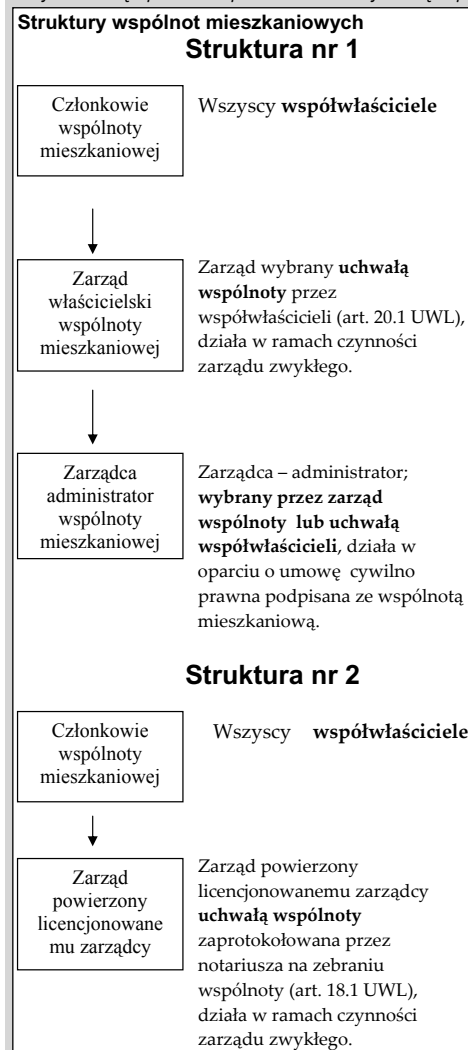 Struktury wspólnot mieszkaniowych
Struktura nr 1
Członkowie
wspólnoty
mieszkaniowej
Wszyscy współwłaściciele
Zarząd
właścicielski
wspólnoty
mieszkaniowej
Zarząd wybrany uchwałą
wspólnoty przez
współwłaścicieli (art. 20.1 UWL),
działa w ramach czynności
zarządu zwykłego.
Zarządca
administrator
wspólnoty
mieszkaniowej
Zarządca – administrator;
wybrany przez zarząd
wspólnoty lub uchwałą
współwłaścicieli, działa w
oparciu o umowę cywilno
prawna podpisana ze wspólnotą
mieszkaniową.
Struktura nr 2
Członkowie
wspólnoty
mieszkaniowej
Wszyscy współwłaściciele
Zarząd
powierzony
licencjonowane
mu zarządcy
Zarząd powierzony
licencjonowanemu zarządcy
uchwałą wspólnoty
zaprotokołowana przez
notariusza na zebraniu
wspólnoty (art. 18.1 UWL),
działa w ramach czynności
zarządu zwykłego.